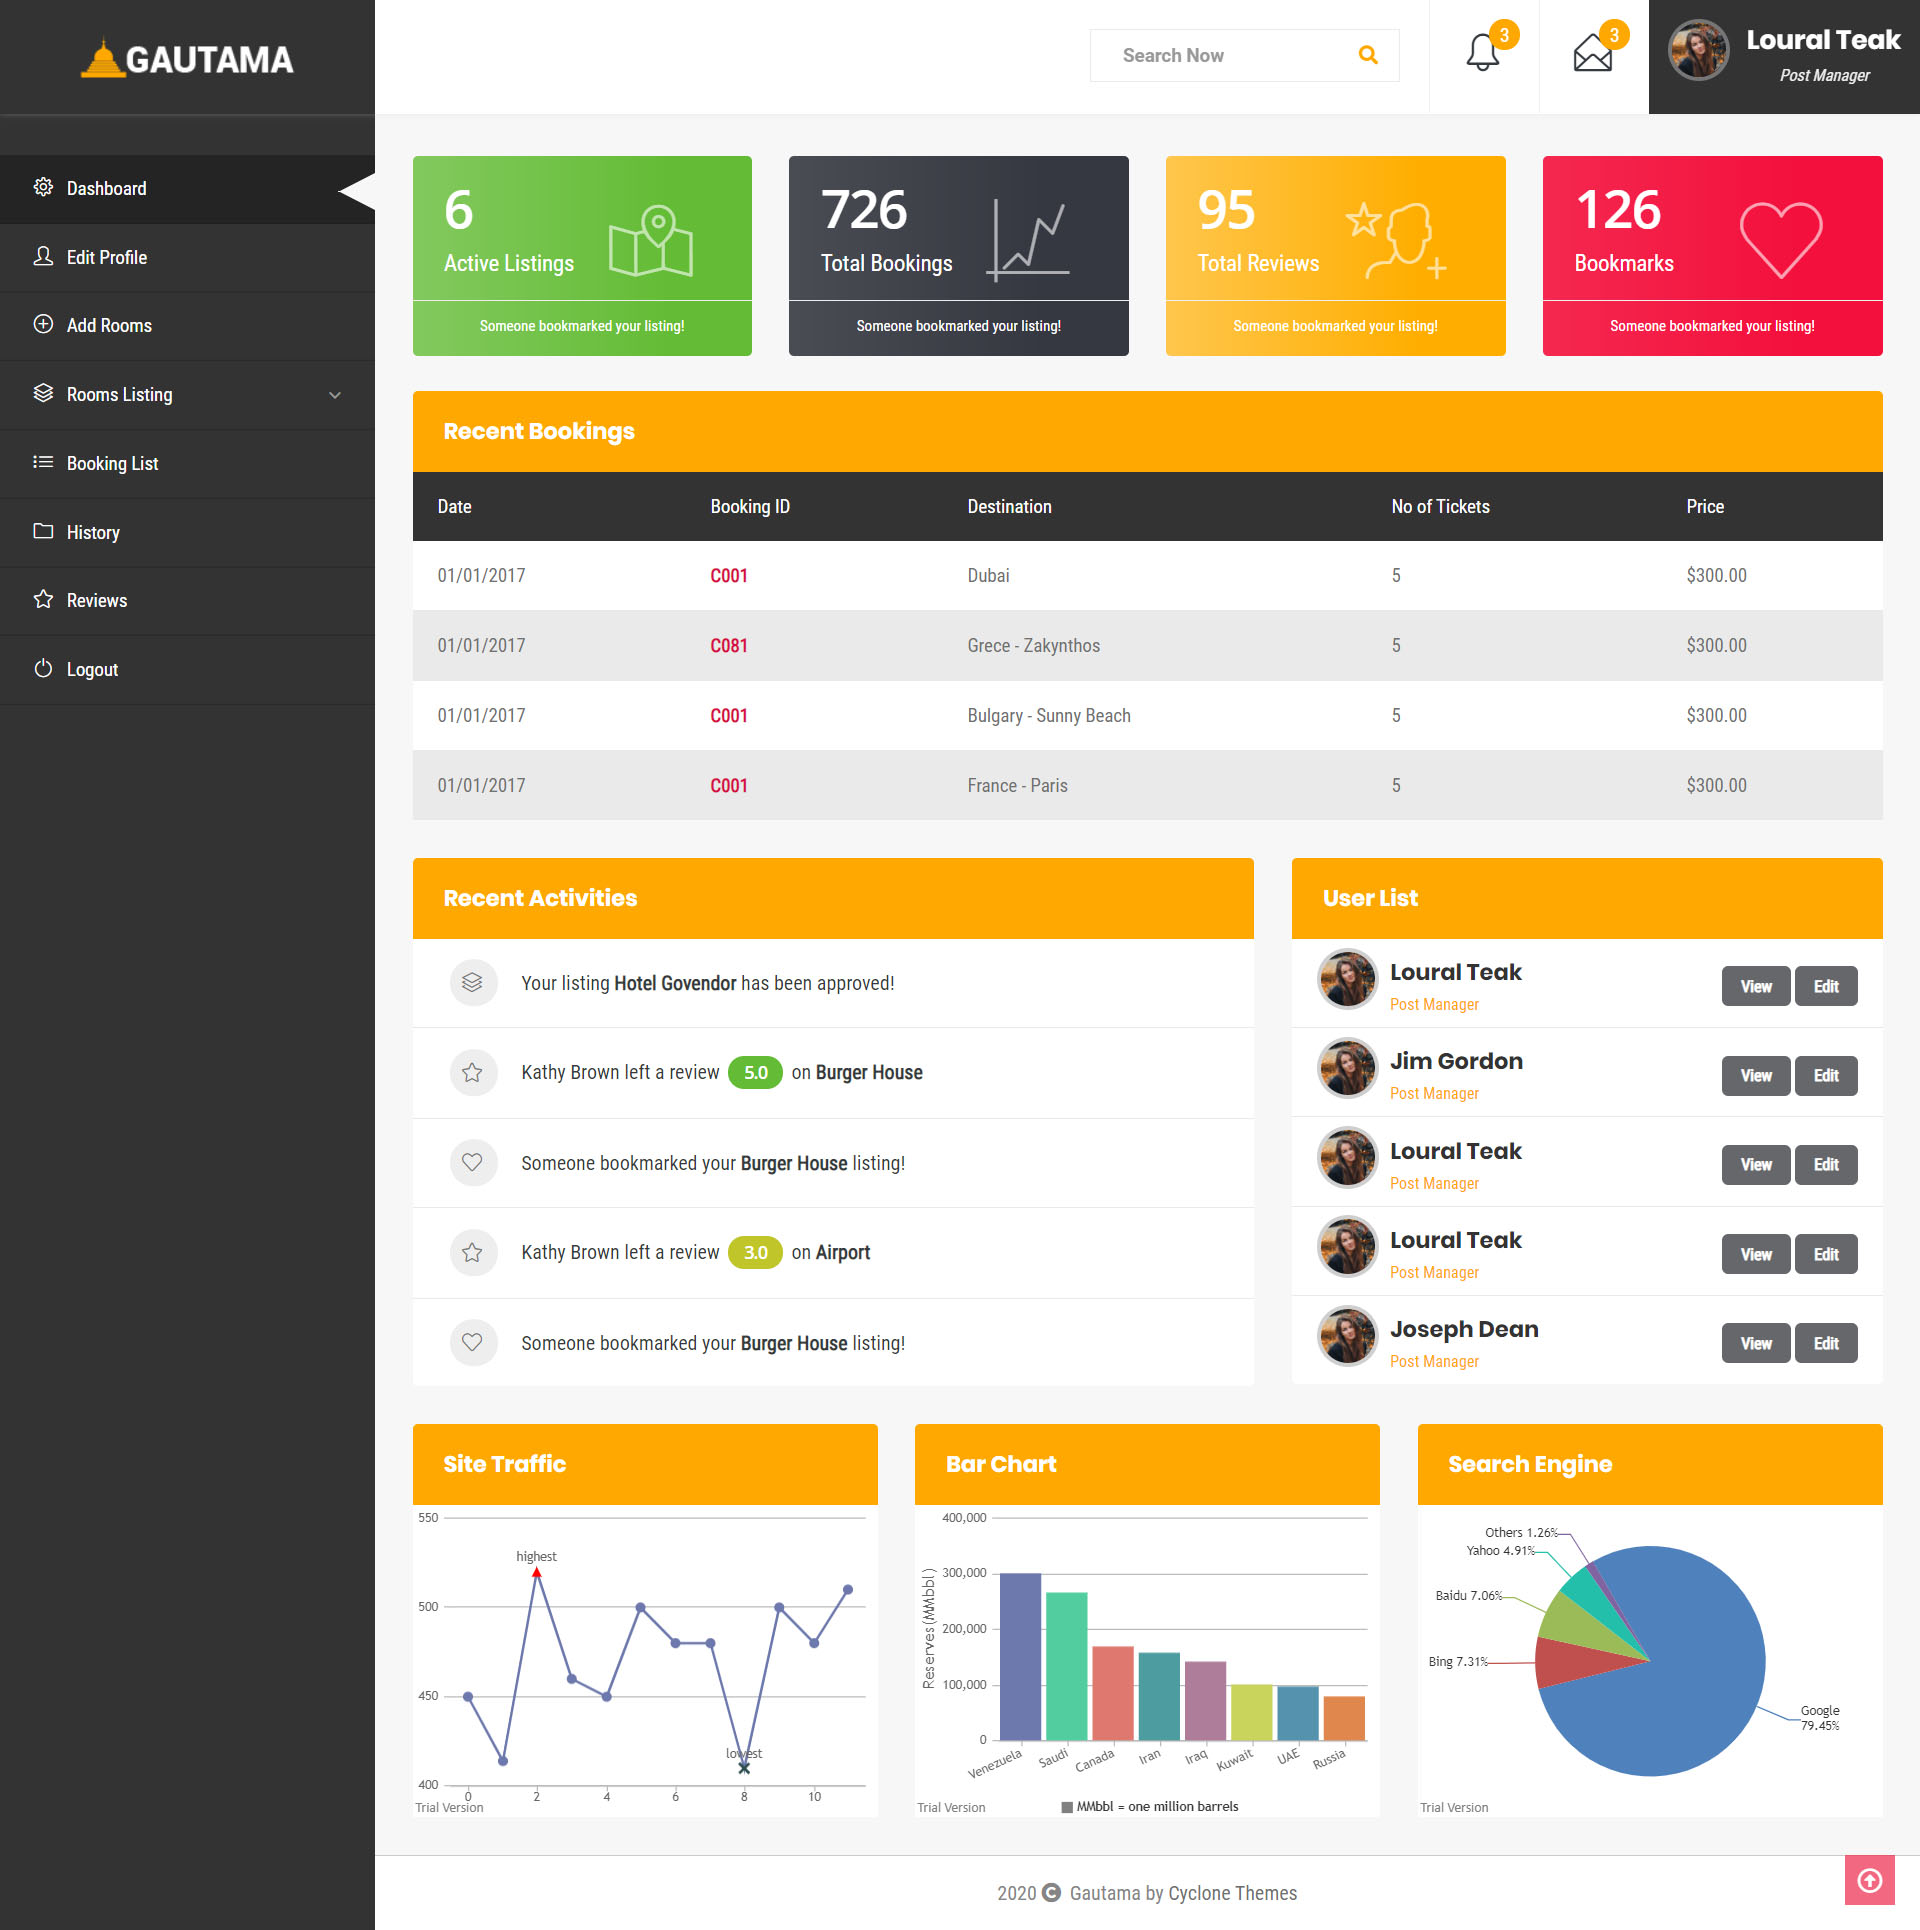 GAUTAMA
Search Now
3
3
Loural Teak
Post Manager
Dashboard
Edit Profile
Add Rooms
Rooms Listing
Booking List
History
Reviews
Logout
6
Active Listings
Someone bookmarked your listing!
726
Total Bookings
Someone bookmarked your listing!
95
Total Reviews
Someone bookmarked your listing!
126
Bookmarks
Someone bookmarked your listing!
Recent Bookings
Date Booking ID Destination No of Tickets Price
01/01/2017 C001 Dubai 5 $300.00
01/01/2017 C081 Grece - Zakynthos 5 $300.00
01/01/2017 C001 Bulgary - Sunny Beach 5 $300.00
01/01/2017 C001 France - Paris 5 $300.00
Recent Activities
Your listing Hotel Govendor has been approved!
Kathy Brown left a review 5.0 on Burger House
Someone bookmarked your Burger House listing!
Kathy Brown left a review 3.0 on Airport
Someone bookmarked your Burger House listing!
User List
Loural Teak
Post Manager
View Edit
Jim Gordon
Post Manager
View Edit
Loural Teak
Post Manager
View Edit
Loural Teak
Post Manager
View Edit
Joseph Dean
Post Manager
View Edit
Site Traffic
550
500
450
400
highest
lowest
0 2 4 6 8 10
Trial Version
Bar Chart
Reserves (MMbbl)
400,000
300,000
200,000
100,000
0
Venezuela Saudi Canada Iran Iraq Kuwait UAE Russia
MMbbl = one million barrels
Trial Version
Search Engine
Others 1.26%
Yahoo 4.91%
Baidu 7.06%
Bing 7.31%
Google
79.45%
Trial Version
2020 C Gautama by Cyclone Themes